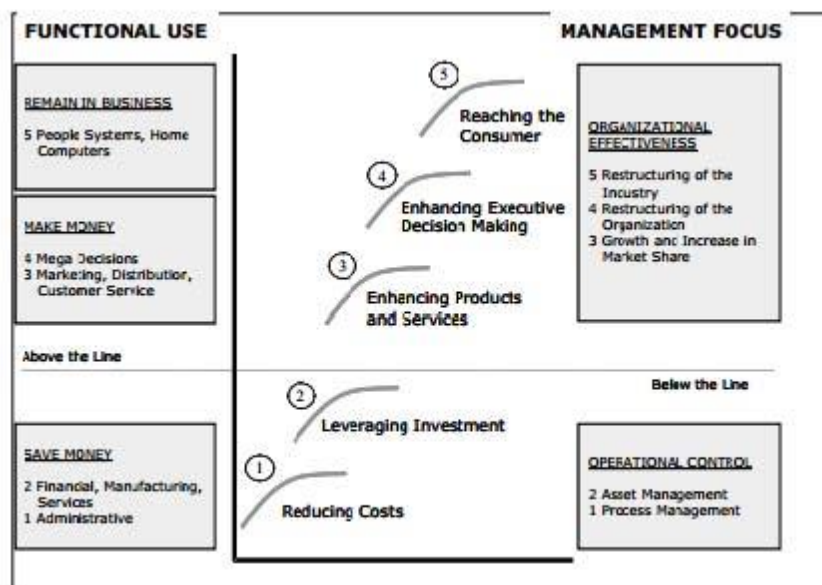 FUNCTIONAL USE
MANAGEMENT FOCUS
REMAIN IN BUSINESS
5 People Systems, Home
Computers
MAKE MONEY
4 Mega Decisions
3 Marketing, Distribution,
Customer Service
Above the Line
SAVE MONEY
2 Financial, Manufacturing,
Services
1 Administrative
5
Reaching the
Consumer
4
Enhancing Executive
Decision Making
3
Enhancing Products
and Services
2
Leveraging Investment
1
Reducing Costs
ORGANIZATIONAL
EFFECTIVENESS
5 Restructuring of the
Industry
4 Restructuring of the
Organization
3 Growth and Increase in
Market Share
Below the Line
OPERATIONAL CONTROL
2 Asset Management
1 Process Management